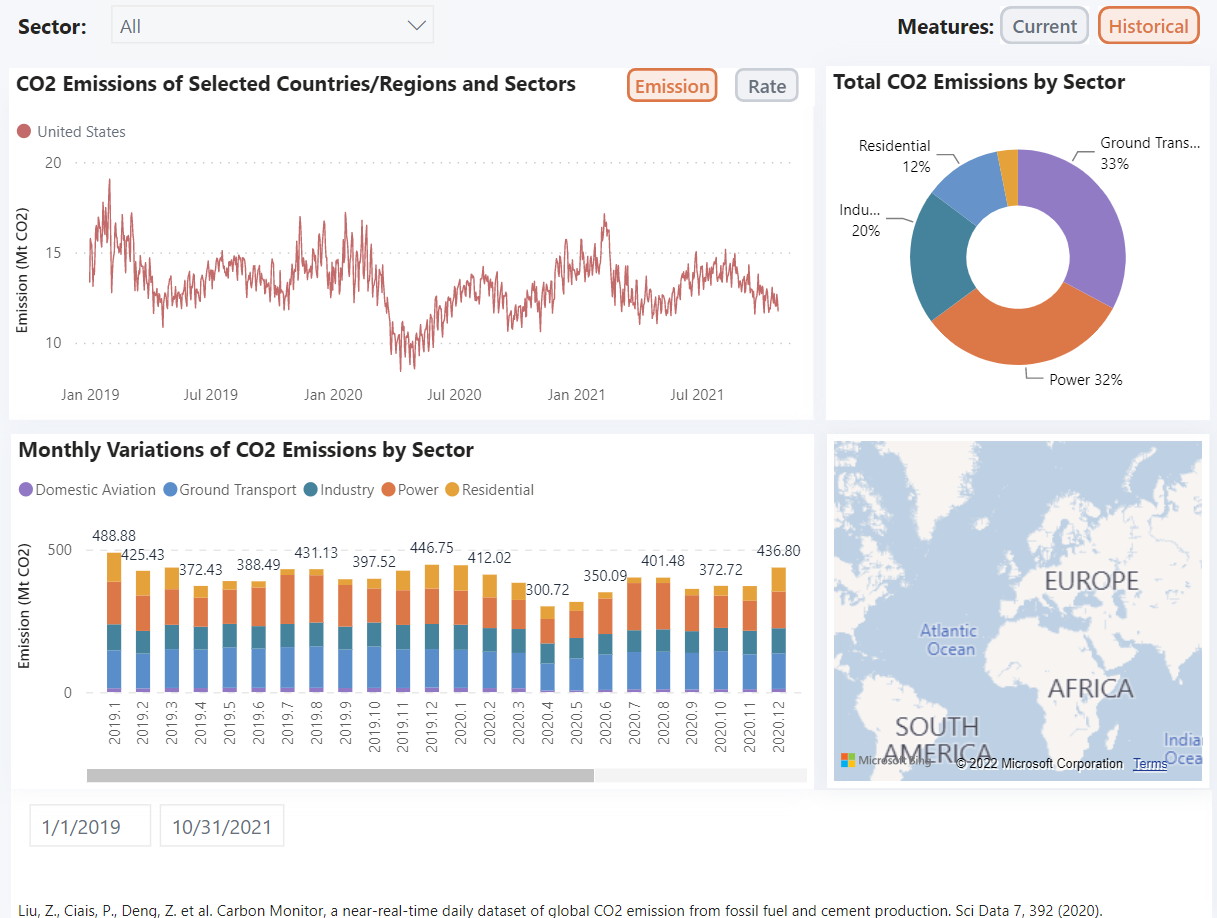 Sector: All Meatures: Current Historical
CO2 Emissions of Selected Countries/Regions and Sectors Emission Rate
United States
Emission (Mt CO2)
20
15
10
Jan 2019 Jul 2019 Jan 2020 Jul 2020 Jan 2021 Jul 2021
Total CO2 Emissions by Sector
Ground Trans...
33%
Residential
12%
Indu...
20%
Power 32%
Monthly Variations of CO2 Emissions by Sector
Domestic Aviation Ground Transport Industry Power Residential
Emission (Mt CO2)
500
0
488.88 425.43 372.43 388.49 431.13 397.52 446.75 412.02 300.72 350.09 401.48 372.72 436.80
2019.1 2019.2 2019.3 2019.4 2019.5 2019.6 2019.7 2019.8 2019.9 2019.10 2019.11 2019.12 2020.1 2020.2 2020.3 2020.4 2020.5 2020.6 2020.7 2020.8 2020.9 2020.10 2020.11 2020.12
EUROPE
Atlantic
Ocean
AFRICA
SOUTH
AMERICA
India
Ocea
Microsoft Bing
© 2022 Microsoft Corporation Terms
1/1/2019 10/31/2021
Liu, Z., Ciais, P., Deng, Z. et al. Carbon Monitor, a near-real-time daily dataset of global CO2 emission from fossil fuel and cement production. Sci Data 7, 392 (2020).